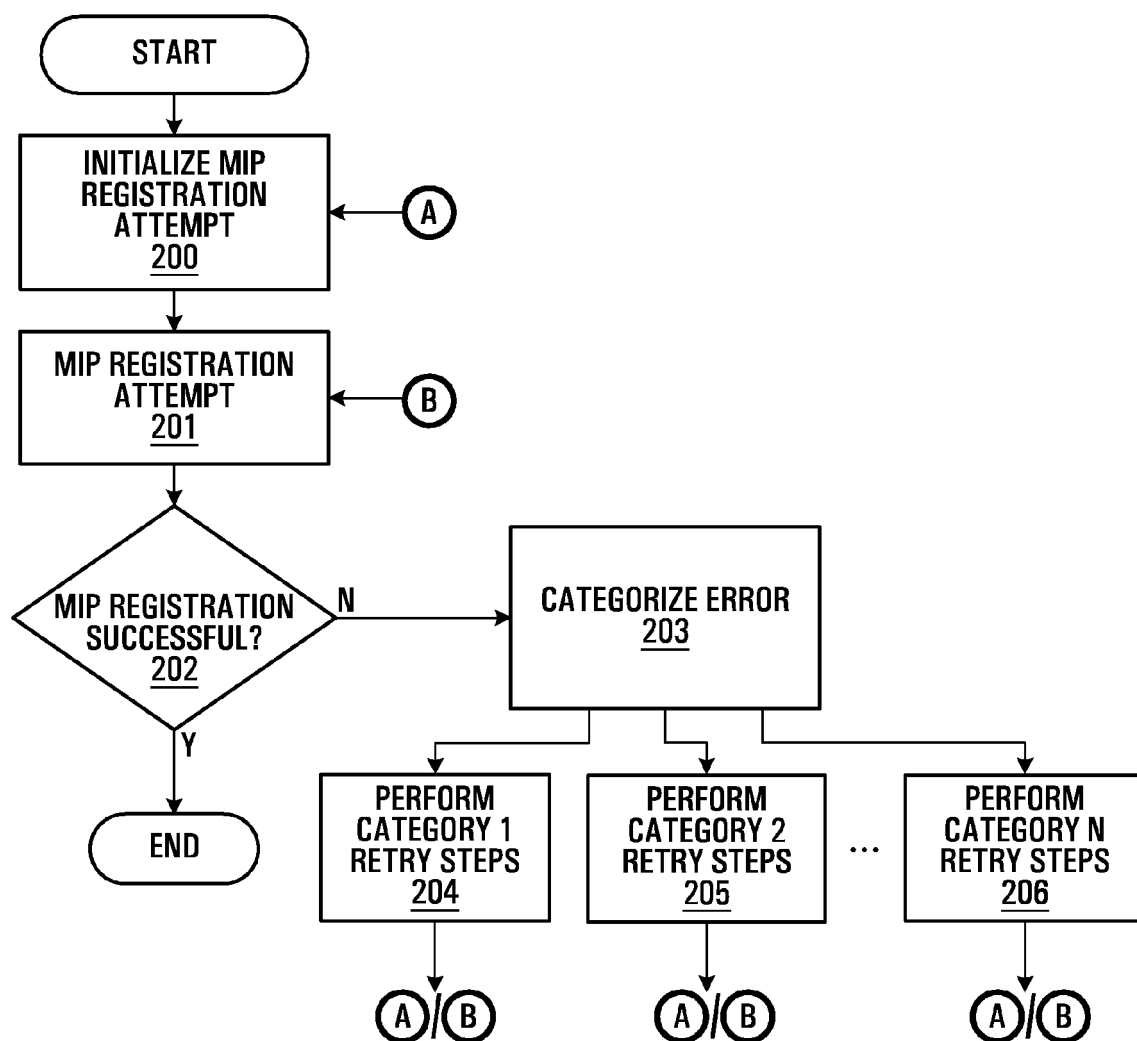 START
INITIALIZE MIP
REGISTRATION
ATTEMPT
200
A
MIP REGISTRATION
ATTEMPT
201
B
MIP REGISTRATION
SUCCESSFUL?
202
N
Y
CATEGORIZE ERROR
203
END
PERFORM
CATEGORY 1
RETRY STEPS
204
PERFORM
CATEGORY 2
RETRY STEPS
205
...
PERFORM
CATEGORY N
RETRY STEPS
206
A/B
A/B
A/B